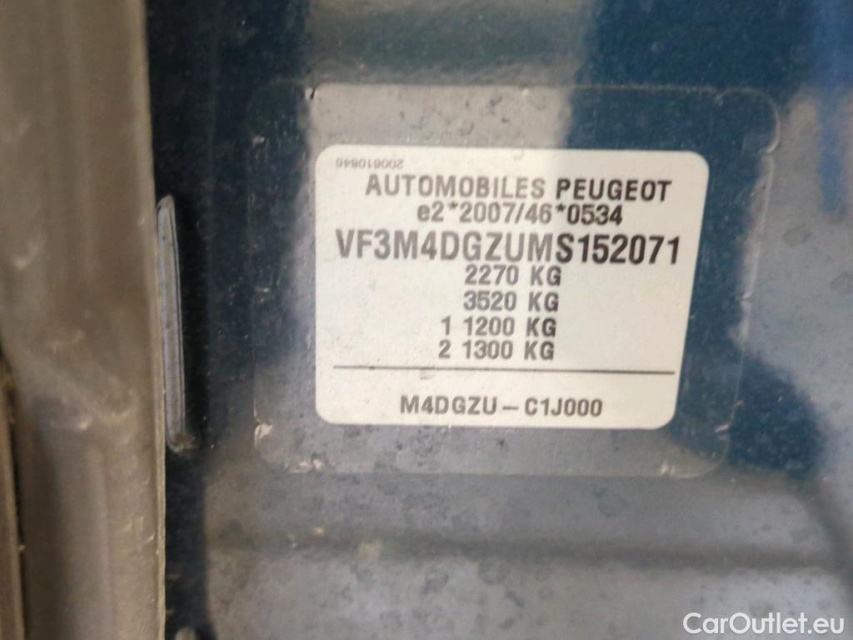 200610846
AUTOMOBILES PEUGEOT
e2*2007/46*0534
VF3M4DGZUMS152071
2270 KG
3520 KG
1 1200 KG
2 1300 KG
M4DGZU – C1J000
CarOutlet.eu